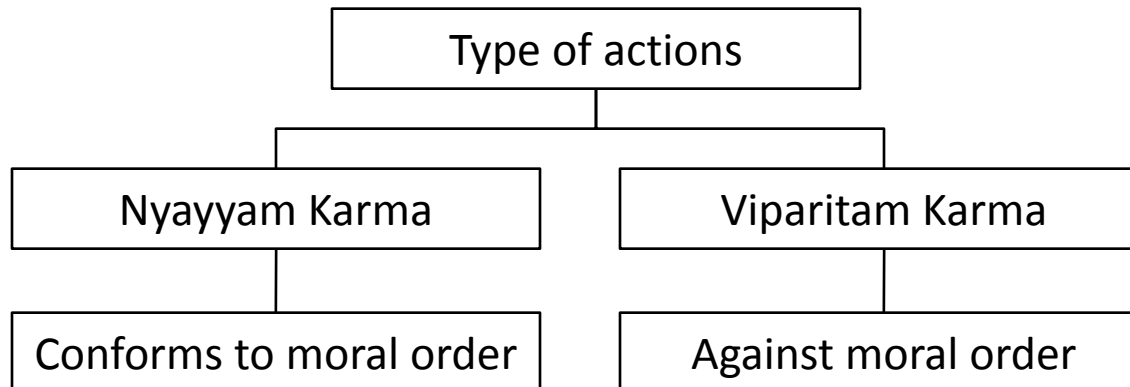 Type of actions
Nyayyam Karma
Viparitam Karma
Conforms to moral order
Against moral order